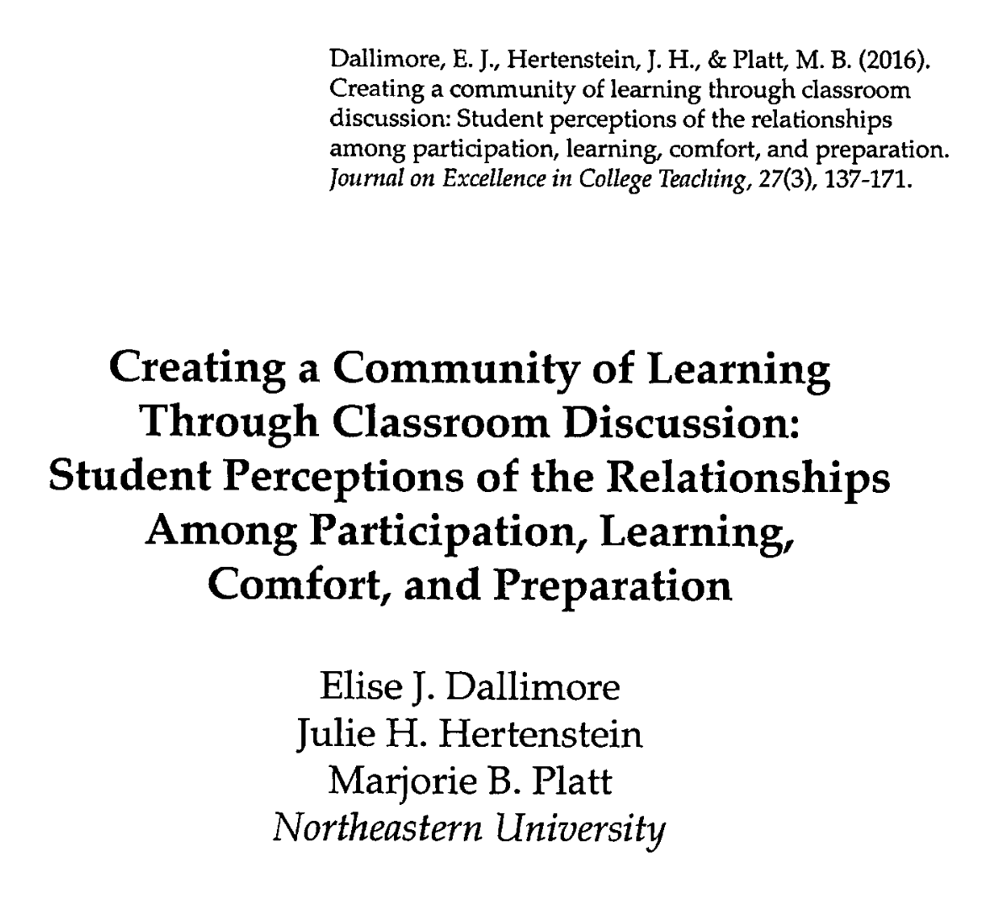 Dallimore, E. J., Hertenstein, J. H., & Platt, M. B. (2016).
Creating a community of learning through classroom
discussion: Student perceptions of the relationships
among participation, learning, comfort, and preparation.
Journal on Excellence in College Teaching, 27(3), 137-171.
Creating a Community of Learning
Through Classroom Discussion:
Student Perceptions of the Relationships
Among Participation, Learning,
Comfort, and Preparation
Elise J. Dallimore
Julie H. Hertenstein
Marjorie B. Platt
Northeastern University